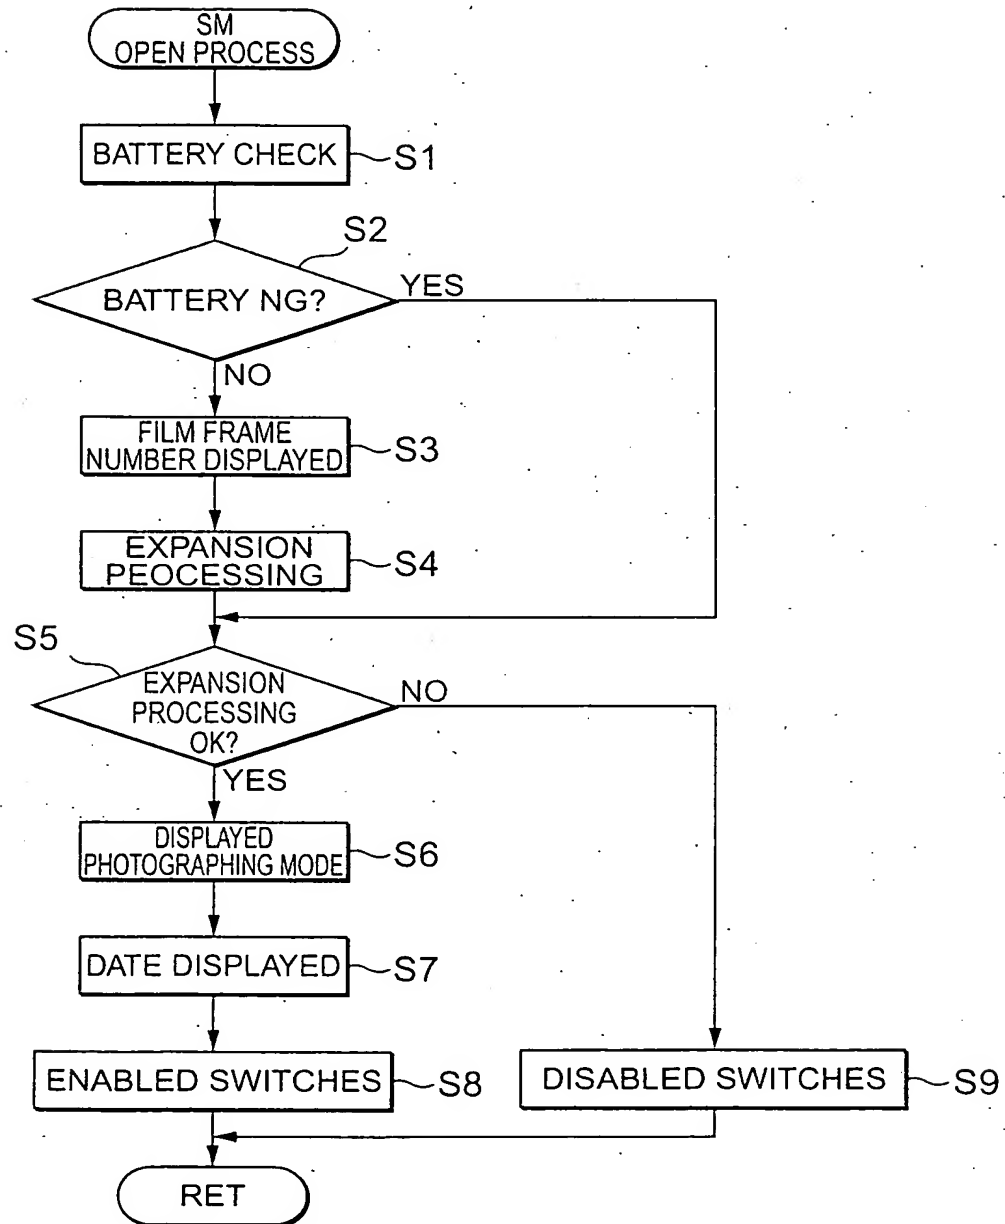 SM
OPEN PROCESS
BATTERY CHECK
S1
S2
BATTERY NG?
YES
NO
FILM FRAME
NUMBER DISPLAYED
S3
EXPANSION
PEOCESSING
S4
S5
EXPANSION
PROCESSING
OK?
NO
YES
DISPLAYED
PHOTOGRAPHING MODE
S6
DATE DISPLAYED
S7
ENABLED SWITCHES
S8
DISABLED SWITCHES
S9
RET